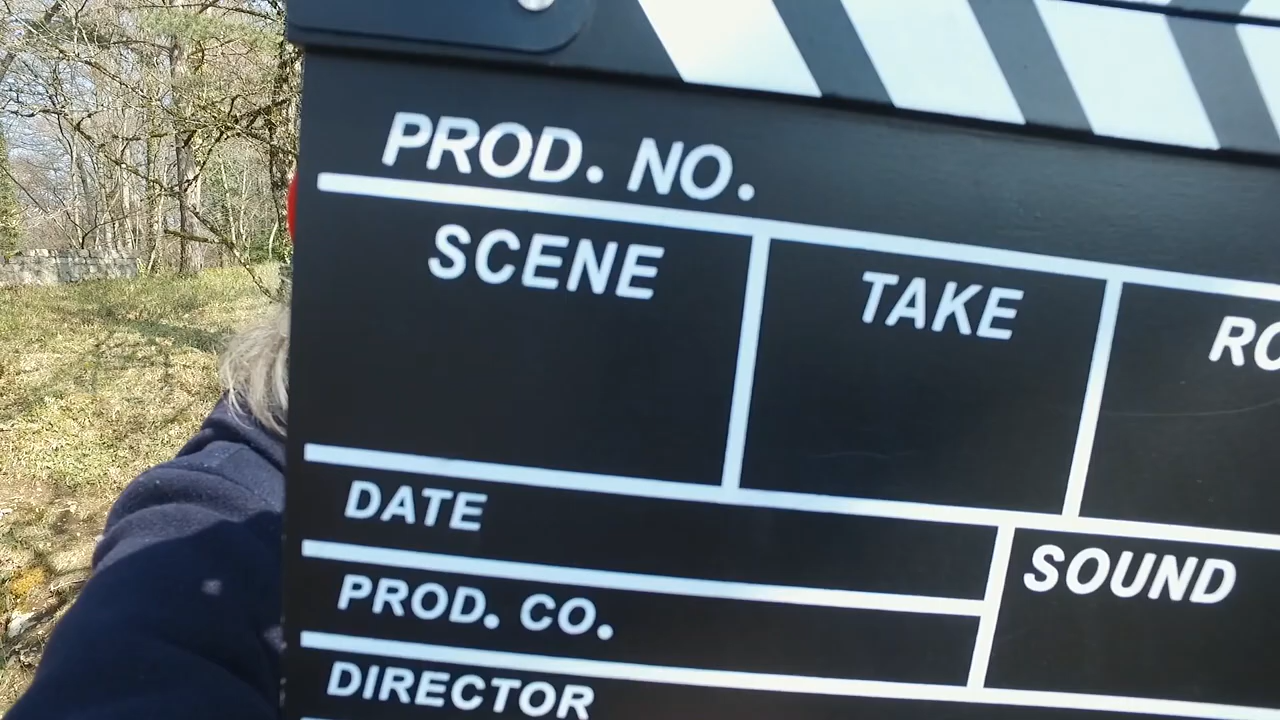 PROD. NO.
SCENE TAKE
DATE
SOUND
PROD. CO.
DIRECTOR